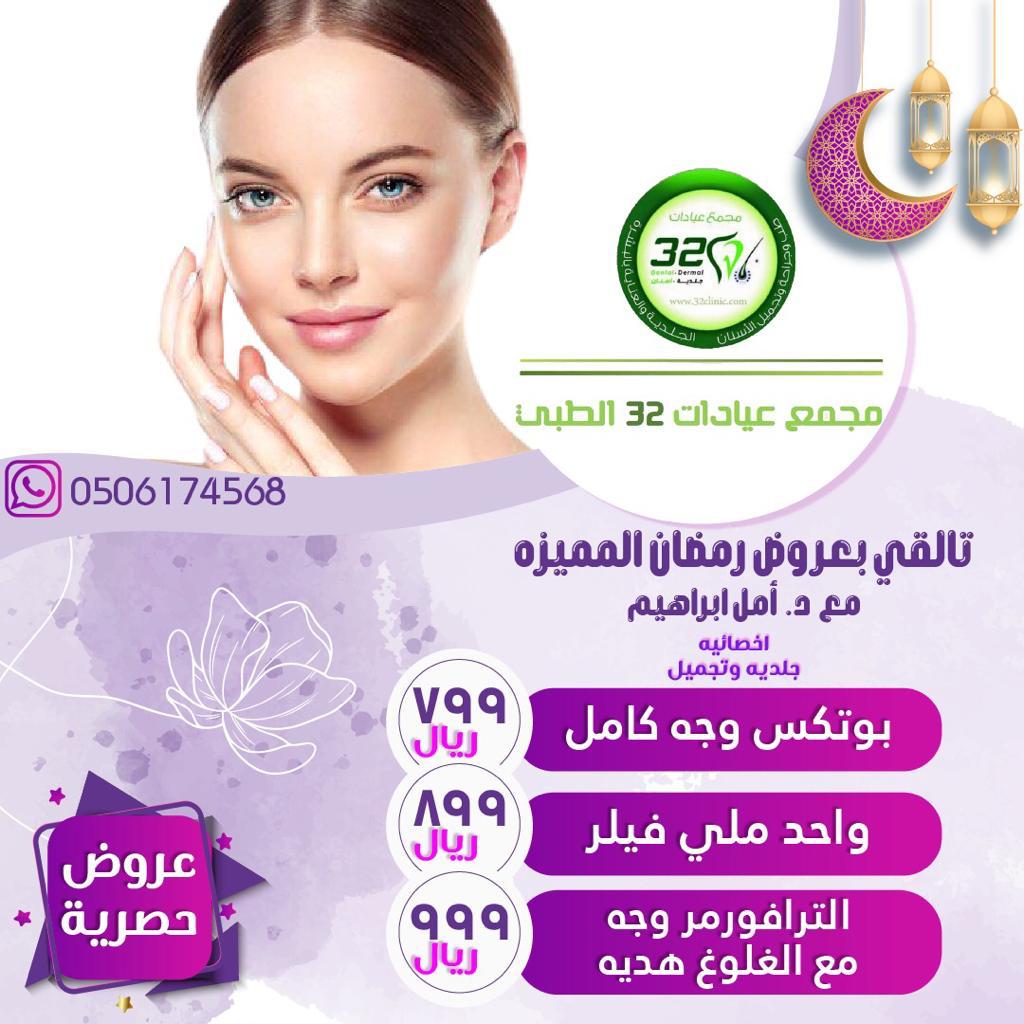 مجمع عيادات
32
Dental - Dermal
جلدية - أسنان
www.32clinic.com
مجمع عيادات 32 الطبي
0506174568
تالقي بعروض رمضان المميزه
مع د. أمل ابراهيم
اخصائيه
جلديه وتجميل
بوتكس وجه كامل
٧٩٩
ريال
واحد ملي فيلر
٨٩٩
ريال
الترافورمر وجه
مع الغلوغ هديه
٩٩٩
ريال
عروض
حصرية